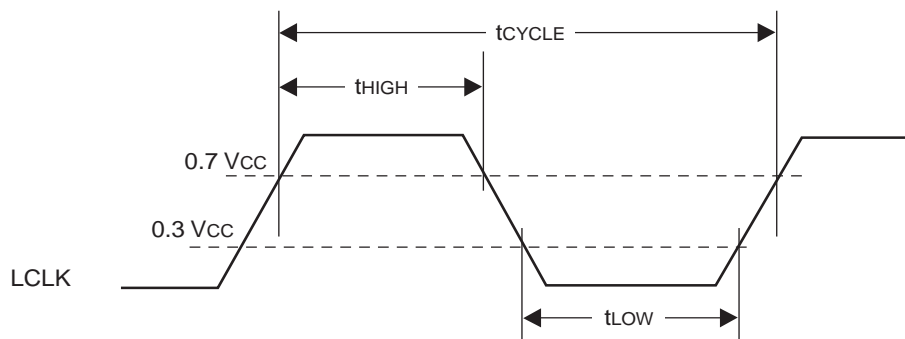 tCYCLE
tHIGH
0.7 VCC
0.3 VCC
LCLK
tLOW